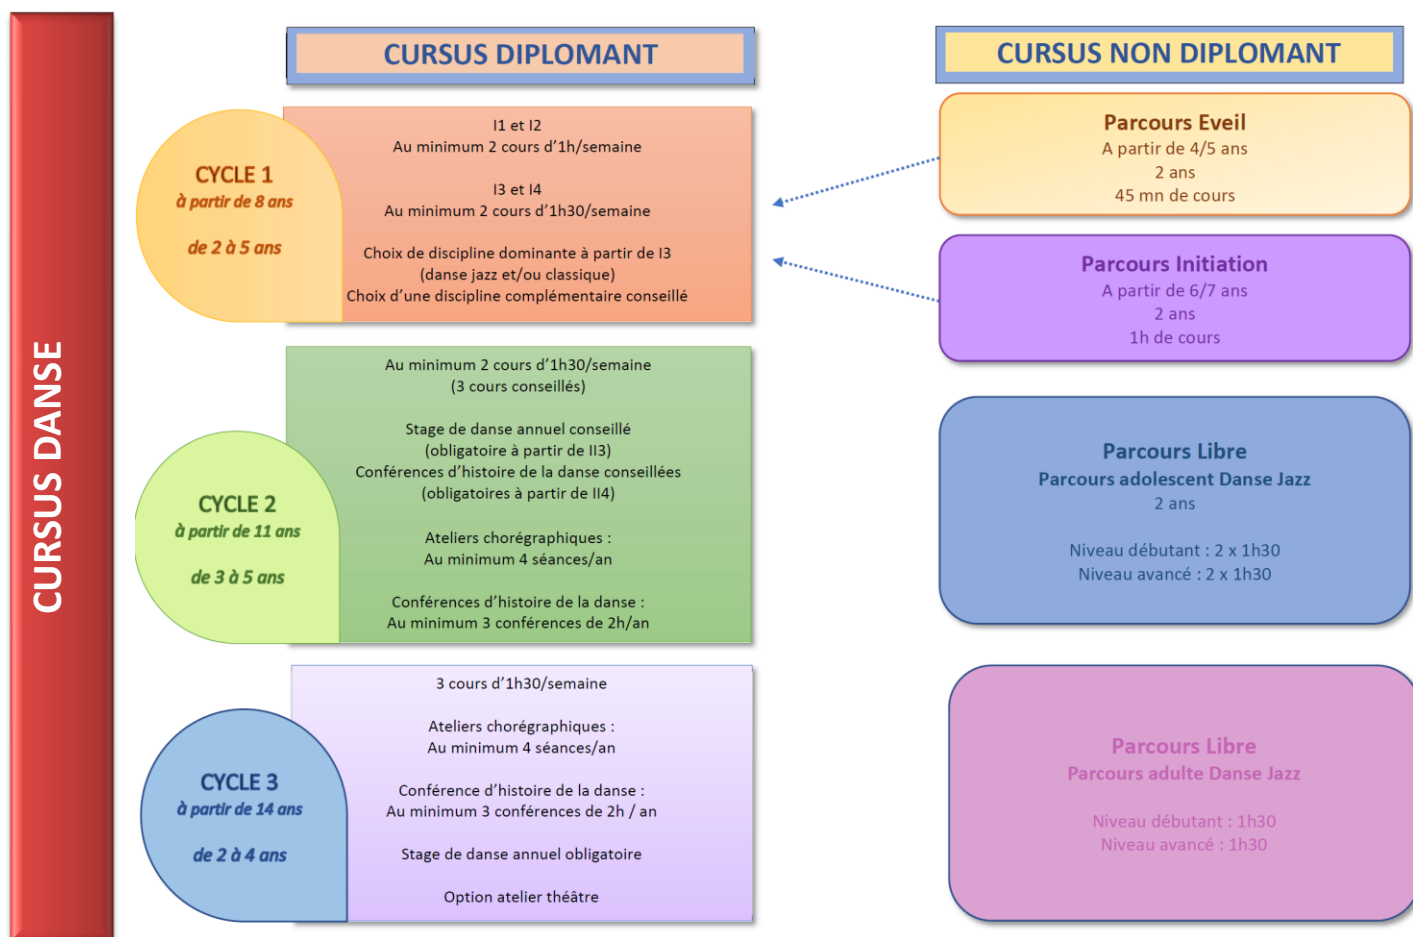 CURSUS DANSE
CURSUS DIPLOMANT
CYCLE 1
à partir de 8 ans
de 2 à 5 ans
I1 et I2
Au minimum 2 cours d’1h/semaine
I3 et I4
Au minimum 2 cours d’1h30/semaine
Choix de discipline dominante à partir de I3
(danse jazz et/ou classique)
Choix d’une discipline complémentaire conseillé
CYCLE 2
à partir de 11 ans
de 3 à 5 ans
Au minimum 2 cours d’1h30/semaine
(3 cours conseillés)
Stage de danse annuel conseillé
(obligatoire à partir de II3)
Conférences d’histoire de la danse conseillées
(obligatoires à partir de II4)
Ateliers chorégraphiques :
Au minimum 4 séances/an
Conférences d’histoire de la danse :
Au minimum 3 conférences de 2h/an
CYCLE 3
à partir de 14 ans
de 2 à 4 ans
3 cours d’1h30/semaine
Ateliers chorégraphiques :
Au minimum 4 séances/an
Conférence d’histoire de la danse :
Au minimum 3 conférences de 2h / an
Stage de danse annuel obligatoire
Option atelier théâtre
CURSUS NON DIPLOMANT
Parcours Eveil
A partir de 4/5 ans
2 ans
45 mn de cours
Parcours Initiation
A partir de 6/7 ans
2 ans
1h de cours
Parcours Libre
Parcours adolescent Danse Jazz
2 ans
Niveau débutant : 2 x 1h30
Niveau avancé : 2 x 1h30
Parcours Libre
Parcours adulte Danse Jazz
Niveau débutant : 1h30
Niveau avancé : 1h30